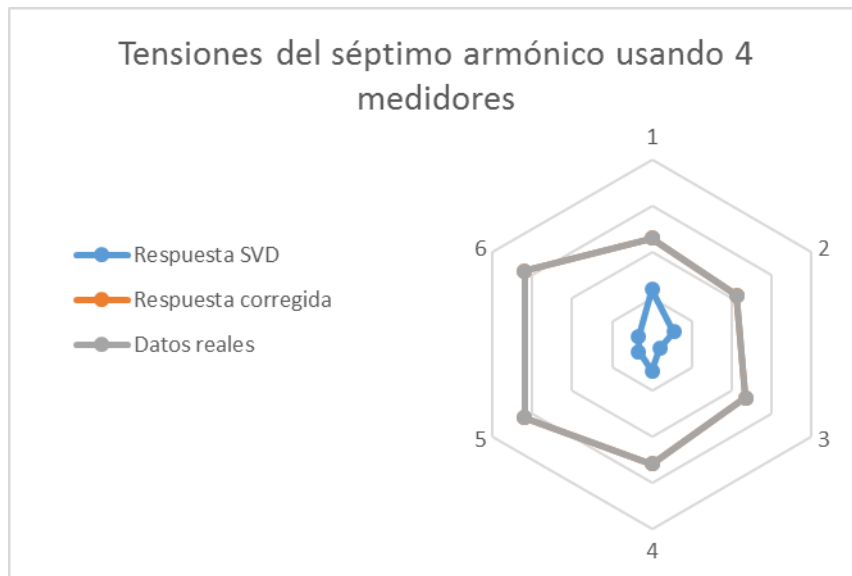 Tensiones del séptimo armónico usando 4
medidores
1
2
3
4
5
6
Respuesta SVD
Respuesta corregida
Datos reales